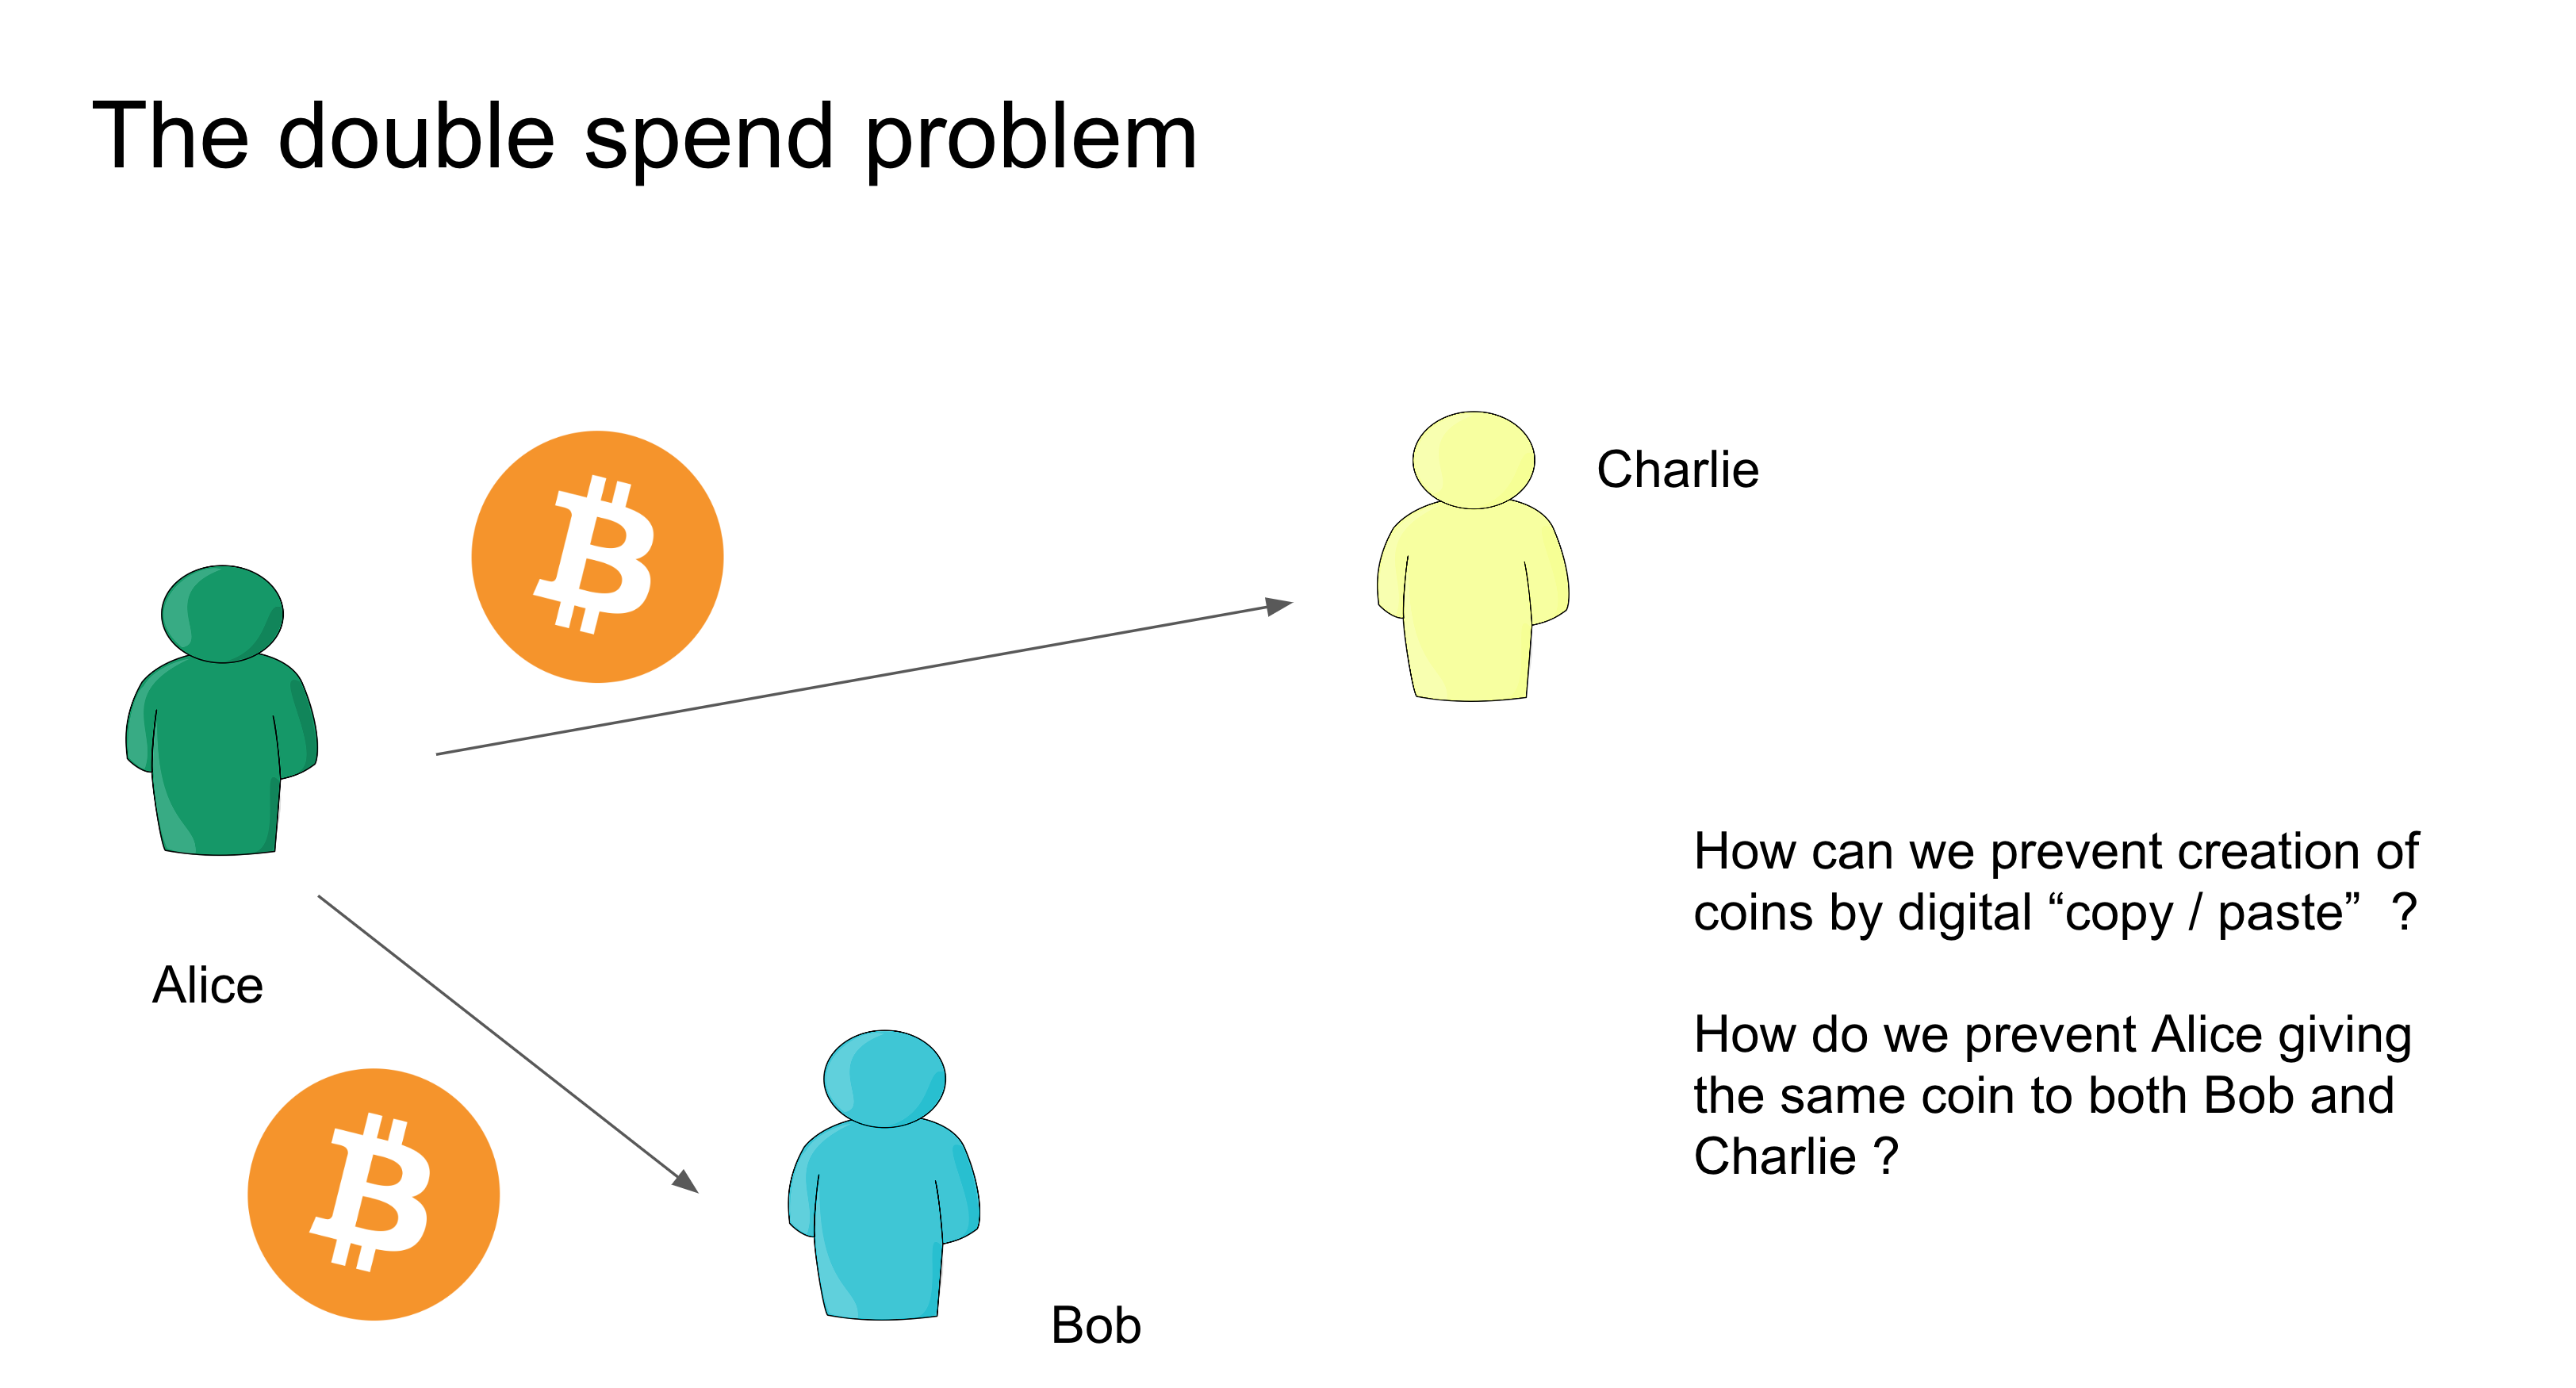 The double spend problem
Charlie
Alice
Bob
How can we prevent creation of
coins by digital “copy / paste”  ?
How do we prevent Alice giving
the same coin to both Bob and
Charlie ?